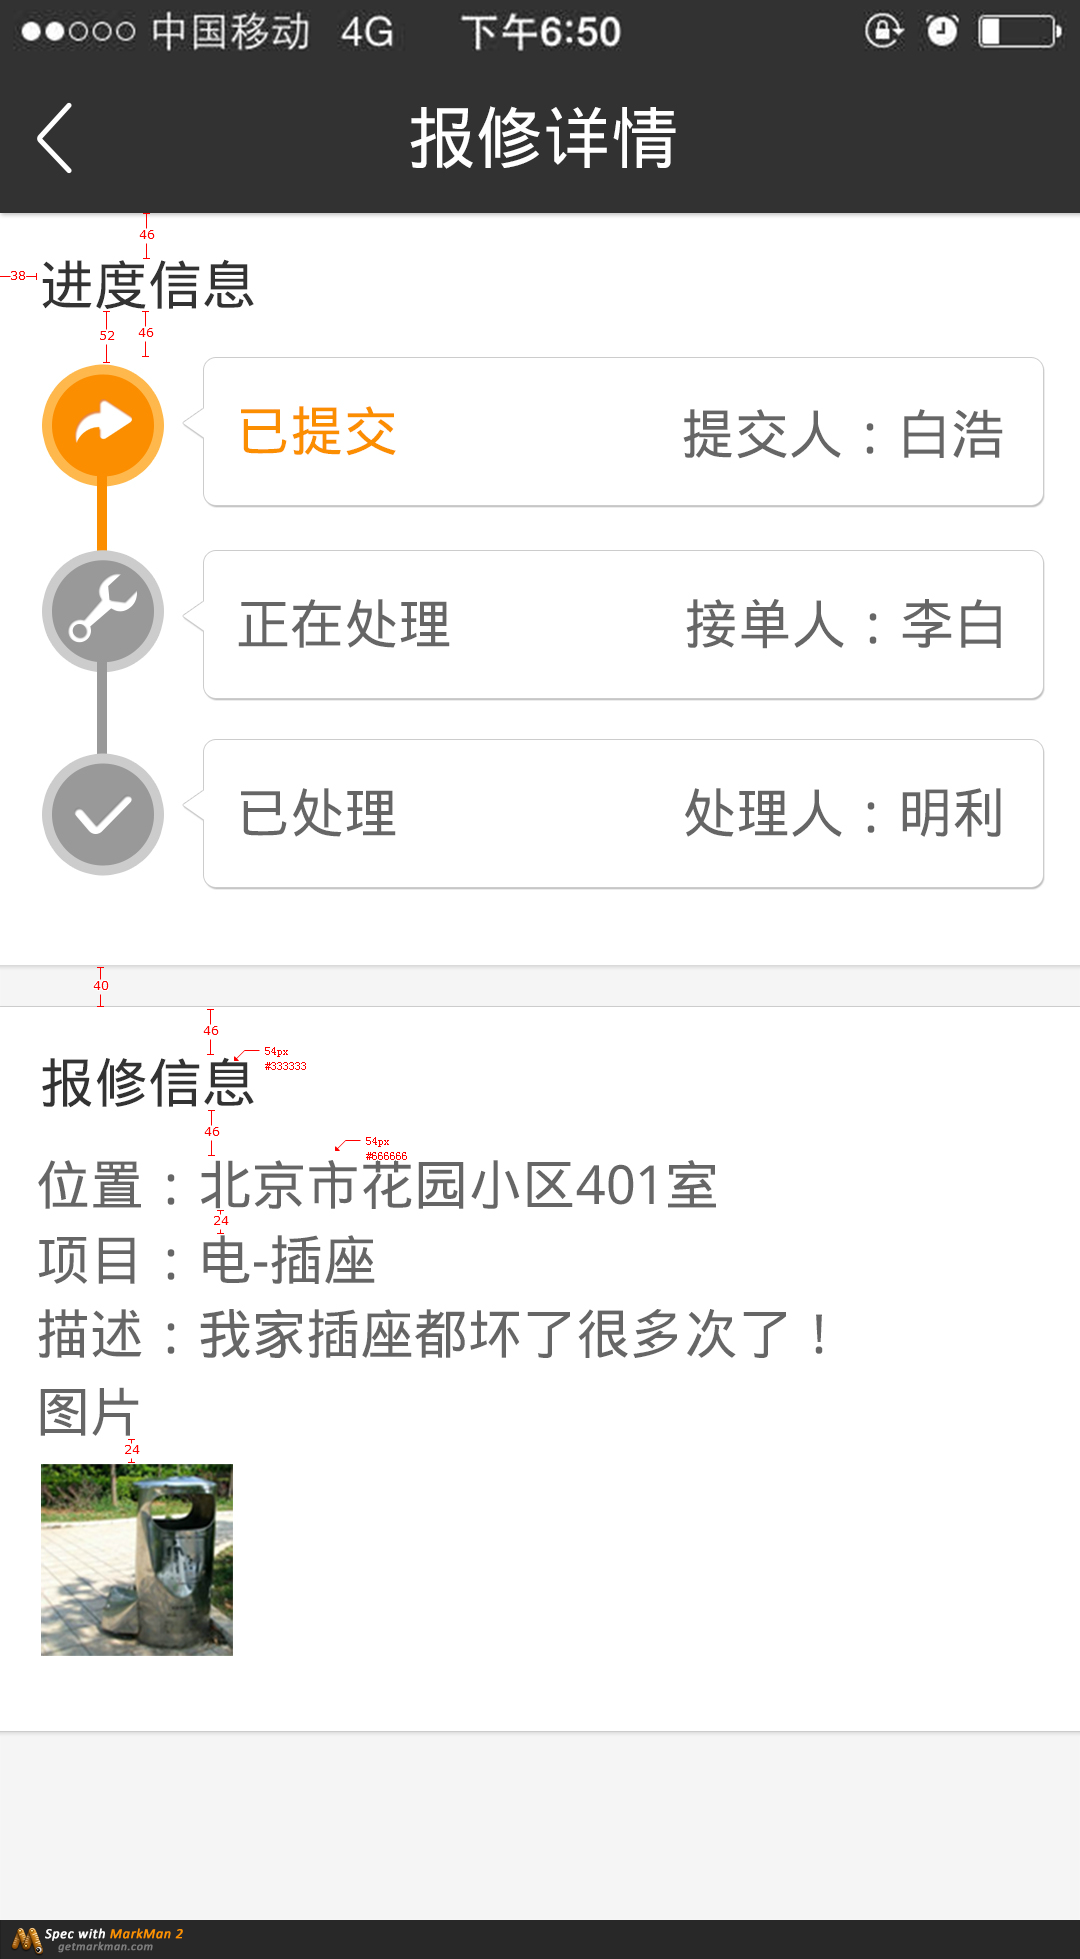 中国移动 4G 下午6:50
报修详情
46
38
进度信息
52 46
已提交 提交人：白浩
正在处理 接单人：李白
已处理 处理人：明利
40
46
54px
#333333
报修信息
46
54px
#666666
位置：北京市花园小区401室
24
项目：电-插座
描述：我家插座都坏了很多次了！
图片
24
Spec with MarkMan 2
getmarkman.com